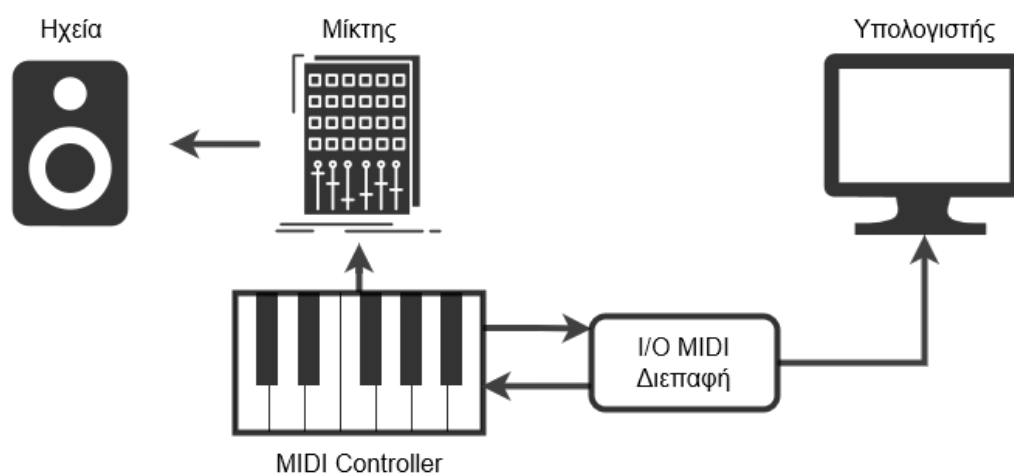 Ηχεία
Μίκτης
Υπολογιστής
I/O MIDI
Διεπαφή
MIDI Controller